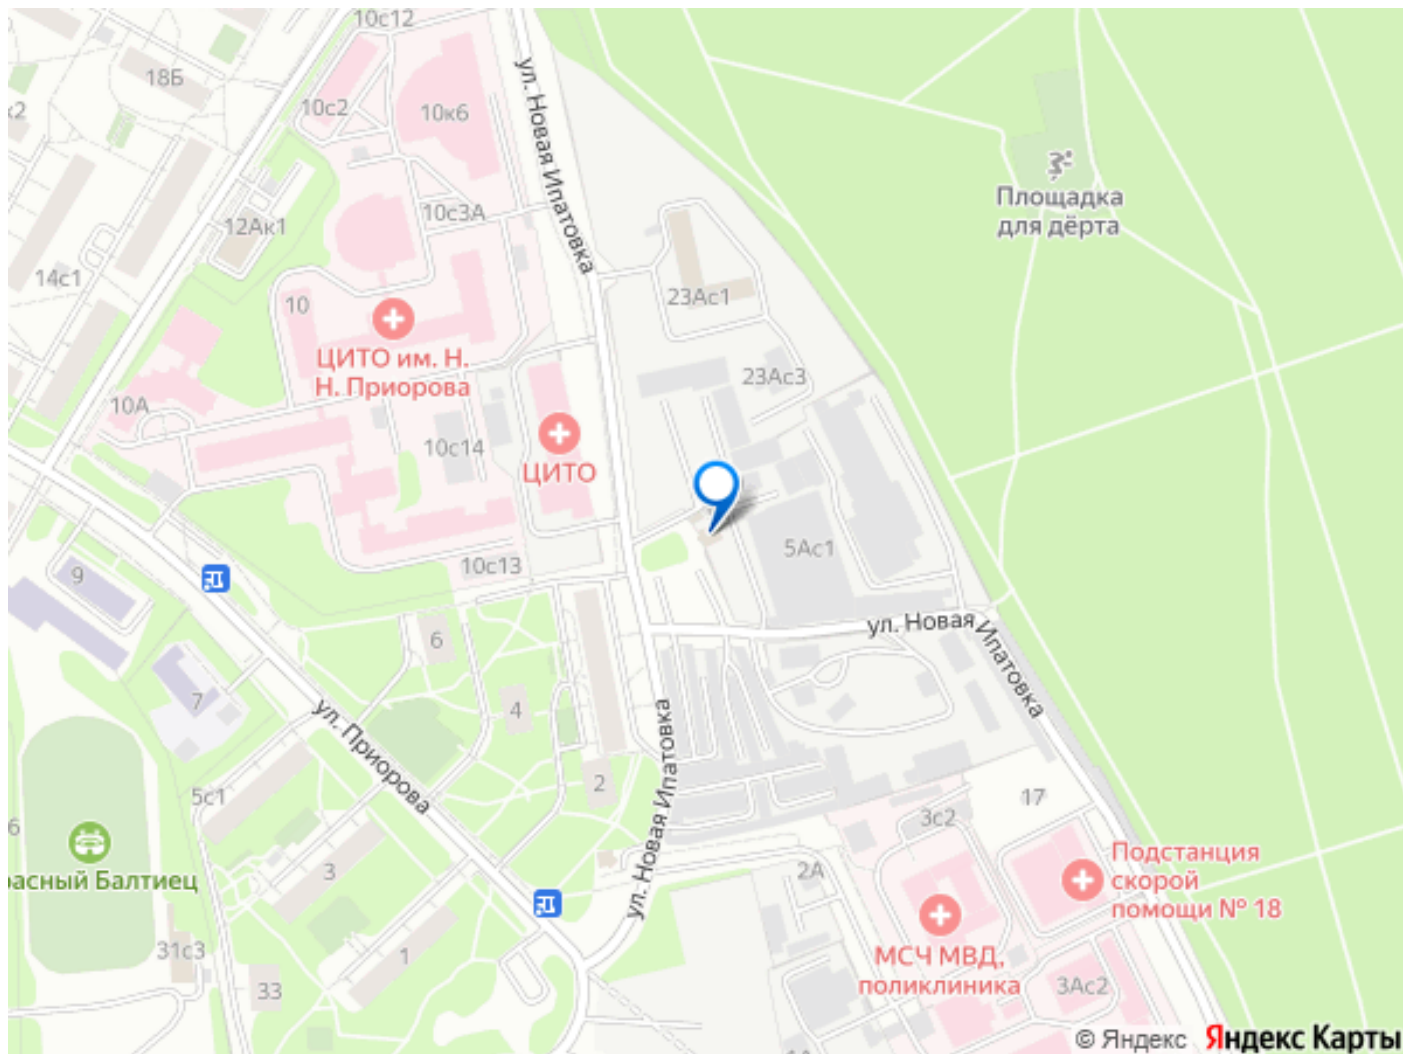 10с12
18Б
ул. Новая Ипатовка
10с2
10к6
к2
Площадка
для дёрта
10с3А
12Ак1
14с1
10
23Ас1
ЦИТО им. Н.
Н. Приорова
23Ас3
10А
10с14
ЦИТО
5Ас1
10с13
9
ул. Новая
Ипатовка
6
7
4
ул. Приорова
ул. Новая Ипатовка
2
5с1
17
3с2
6
3
2А
Подстанция
скорой
помощи № 18
расный Балтиец
31с3
1
МСЧ МВД,
поликлиника
33
3Ас2
© Яндекс Яндекс Карты